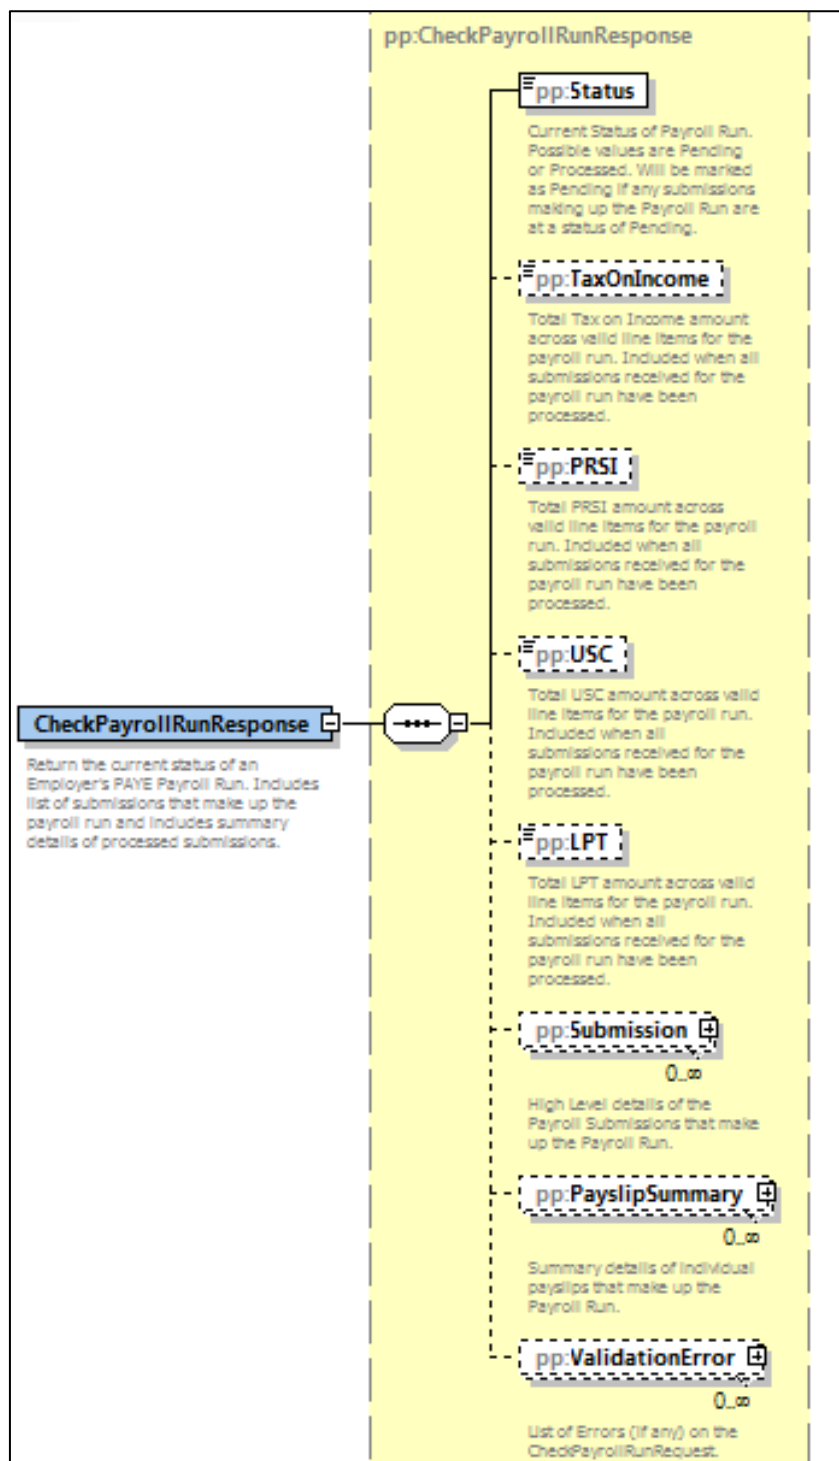 pp:CheckPayrollRunResponse
pp:Status
Current Status of Payroll Run.
Possible values are Pending
or Processed. Will be marked
as Pending if any submissions
making up the Payroll Run are
at a status of Pending.
pp:TaxOnIncome
Total Tax on Income amount
across valid line items for the
payroll run. Included when all
submissions received for the
payroll run have been
processed.
pp:PRSI
Total PRSI amount across
valid line items for the payroll
run. Included when all
submissions received for the
payroll run have been
processed.
pp:USC
Total USC amount across valid
line items for the payroll run.
Included when all
submissions received for the
payroll run have been
processed.
CheckPayrollRunResponse
Return the current status of an
Employer's PAYE Payroll Run. Includes
list of submissions that make up the
payroll run and includes summary
details of processed submissions.
pp:LPT
Total LPT amount across valid
line items for the payroll run.
Included when all
submissions received for the
payroll run have been
processed.
pp:Submission
0..∞
High Level details of the
Payroll Submissions that make
up the Payroll Run.
pp:PayslipSummary
0..∞
Summary details of individual
payslips that make up the
Payroll Run.
pp:ValidationError
0..∞
List of Errors (if any) on the
CheckPayrollRunRequest.